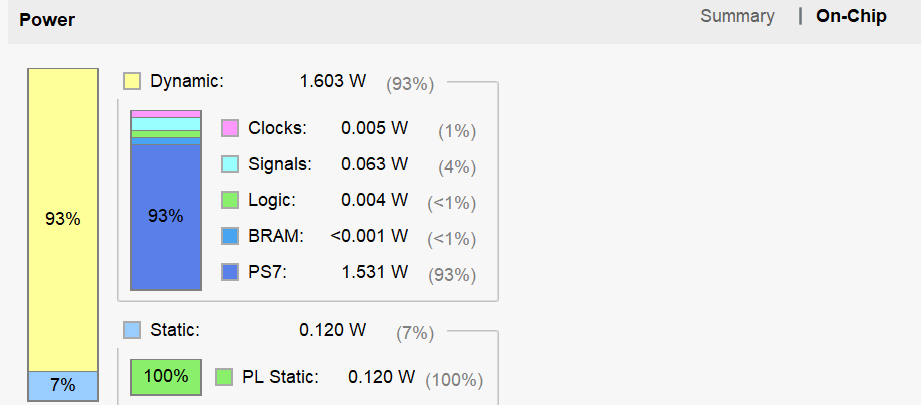 Power
Summary | On-Chip
Dynamic: 1.603 W (93%)
Clocks: 0.005 W (1%)
Signals: 0.063 W (4%)
93%
93%
Logic: 0.004 W (<1%)
BRAM: <0.001 W (<1%)
PS7: 1.531 W (93%)
Static: 0.120 W (7%)
7%
100%
PL Static: 0.120 W (100%)